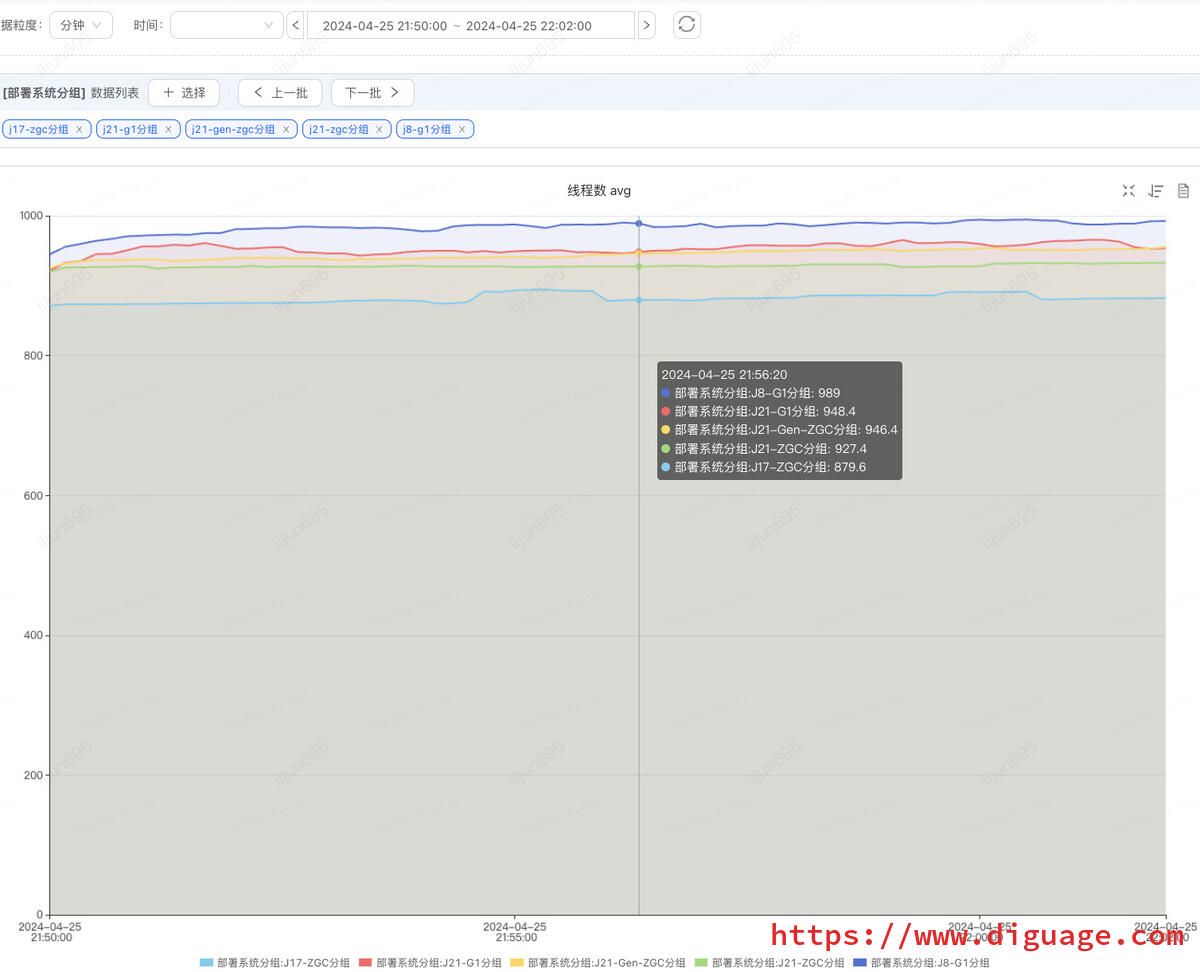 据粒度: 分钟 时间: 2024-04-25 21:50:00 ~ 2024-04-25 22:02:00
[部署系统分组] 数据列表 + 选择 < 上一批 下一批 >
j17-zgc分组 × j21-g1分组 × j21-gen-zgc分组 × j21-zgc分组 × j8-g1分组 ×
线程数 avg
1000
800
600
400
200
0
2024-04-25 21:56:20
部署系统分组:J8-G1分组: 989
部署系统分组:J21-G1分组: 948.4
部署系统分组:J21-Gen-ZGC分组: 946.4
部署系统分组:J21-ZGC分组: 927.4
部署系统分组:J17-ZGC分组: 879.6
2024-04-25 2024-04-25 2024-04-25 2024-04-25
21:50:00 21:55:00 22:00:00 22:02:00
https://www.diguage.com
部署系统分组:J17-ZGC分组 部署系统分组:J21-G1分组 部署系统分组:J21-Gen-ZGC分组 部署系统分组:J21-ZGC分组 部署系统分组:J8-G1分组
lijun695